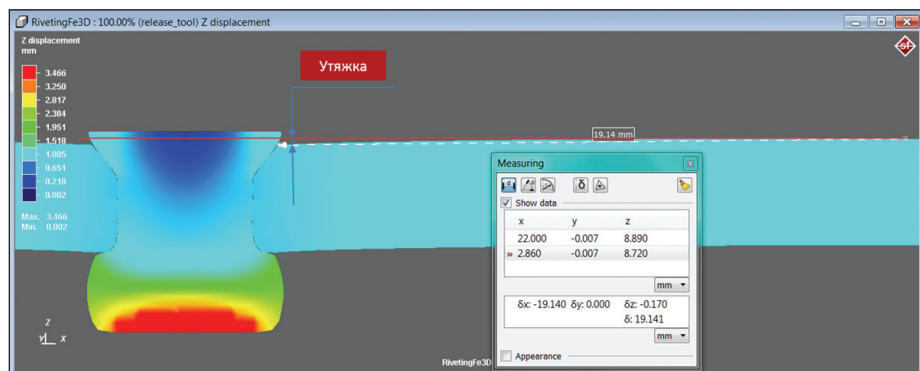 RivetingFe3D : 100.00% (release_tool) Z displacement
Z displacement
mm
3.466
3.250
2.817
2.384
1.951
1.518
1.085
0.651
0.218
0.002
Max. 3.466
Min. 0.002
Утяжка
19.14 mm
Measuring
Show data
x y z
22.000 -0.007 8.890
» 2.860 -0.007 8.720
mm
δx: -19.140 δy: 0.000 δz: -0.170
δ: 19.141
mm
Appearance
Z
Y X
RivetingFe3D